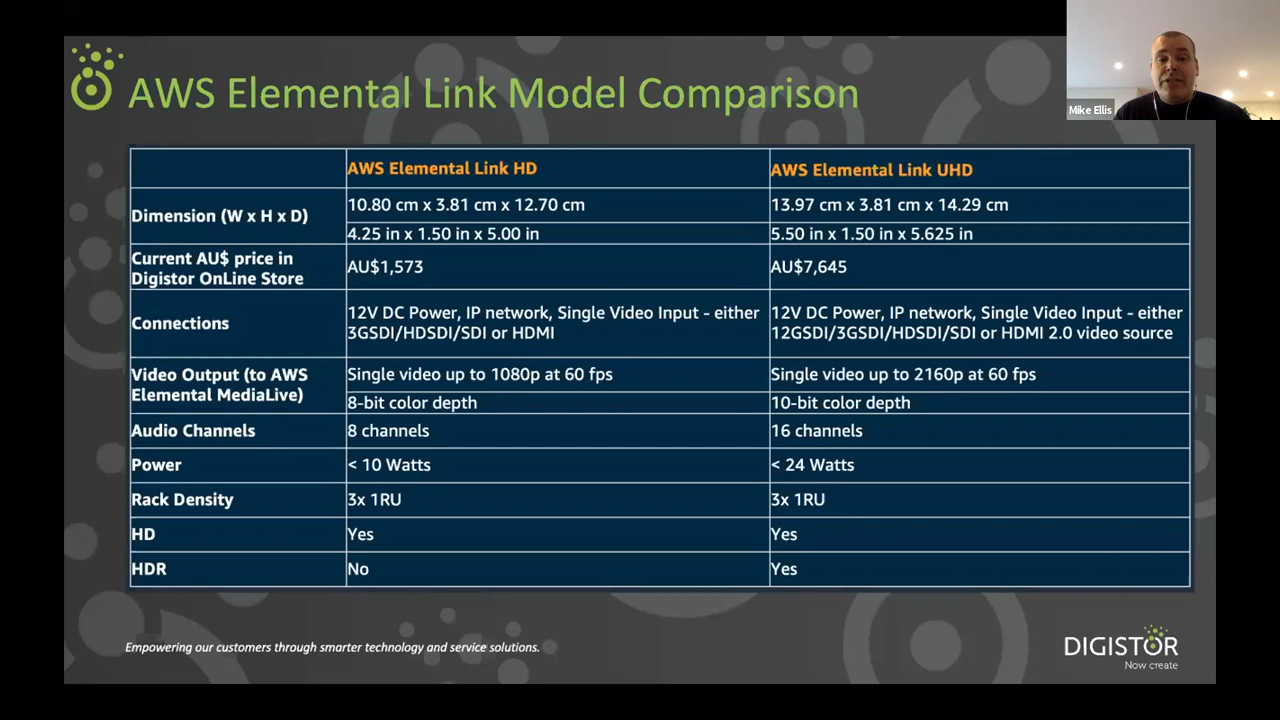 AWS Elemental Link Model Comparison
Mike Ellis
AWS Elemental Link HD
AWS Elemental Link UHD
Dimension (W x H x D)
10.80 cm x 3.81 cm x 12.70 cm
13.97 cm x 3.81 cm x 14.29 cm
4.25 in x 1.50 in x 5.00 in
5.50 in x 1.50 in x 5.625 in
Current AU$ price in
Digistor OnLine Store
AU$1,573
AU$7,645
Connections
12V DC Power, IP network, Single Video Input - either
3GSDI/HDSDI/SDI or HDMI
12V DC Power, IP network, Single Video Input - either
12GSDI/3GSDI/HDSDI/SDI or HDMI 2.0 video source
Video Output (to AWS
Elemental MediaLive)
Single video up to 1080p at 60 fps
Single video up to 2160p at 60 fps
8-bit color depth
10-bit color depth
Audio Channels
8 channels
16 channels
Power
< 10 Watts
< 24 Watts
Rack Density
3x 1RU
3x 1RU
HD
Yes
Yes
HDR
No
Yes
Empowering our customers through smarter technology and service solutions.
DIGISTOR
Now create